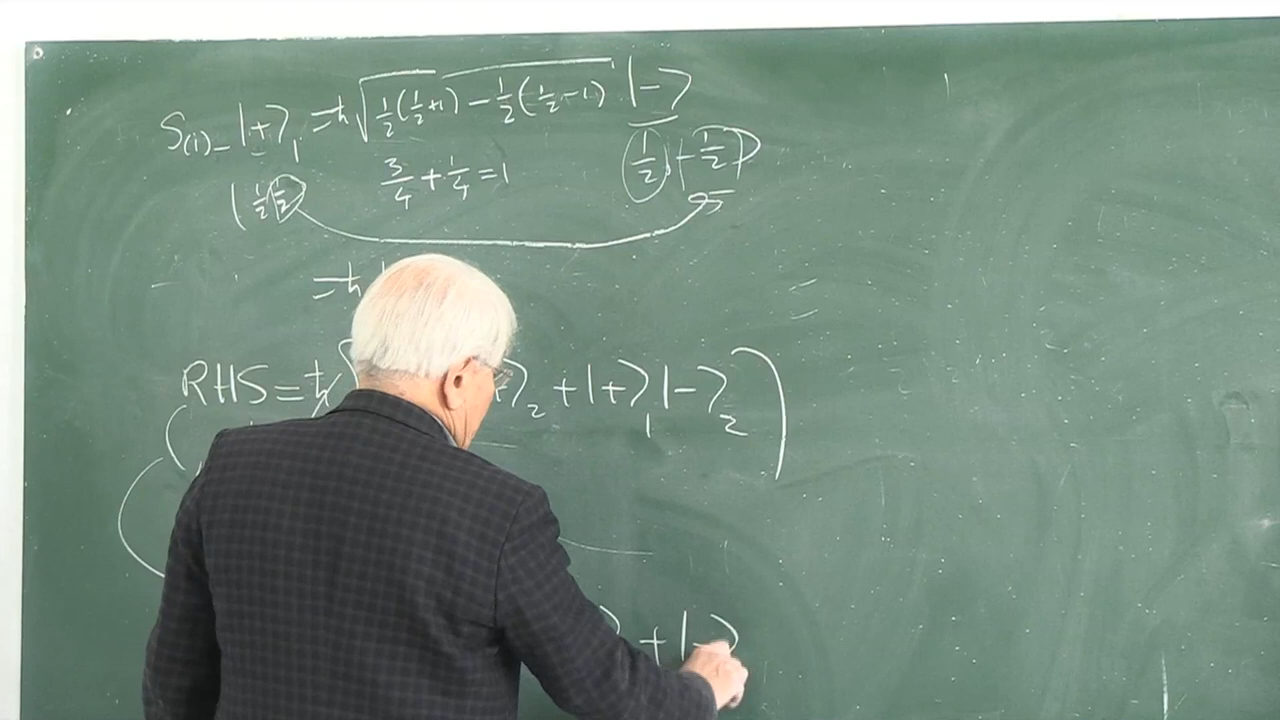 S₍₁₎₋ |+⟩₁ = ħ √(½(½+1) − ½(½−1)) |−⟩
|½ ½⟩ ¾ + ¼ = 1 |½, −½⟩
= ħ
RHS = ħ( ⟩₂ + |+⟩₁ |−⟩₂ )
⟩ + |−⟩